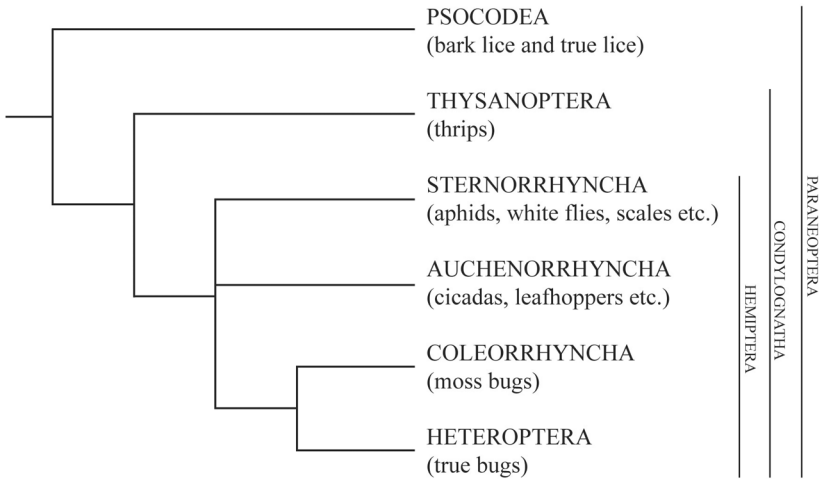 PSOCODEA
(bark lice and true lice)
THYSANOPTERA
(thrips)
STERNORRHYNCHA
(aphids, white flies, scales etc.)
AUCHENORRHYNCHA
(cicadas, leafhoppers etc.)
COLEORRHYNCHA
(moss bugs)
HETEROPTERA
(true bugs)
HEMIPTERA
CONDYLOGNATHA
PARANEOPTERA